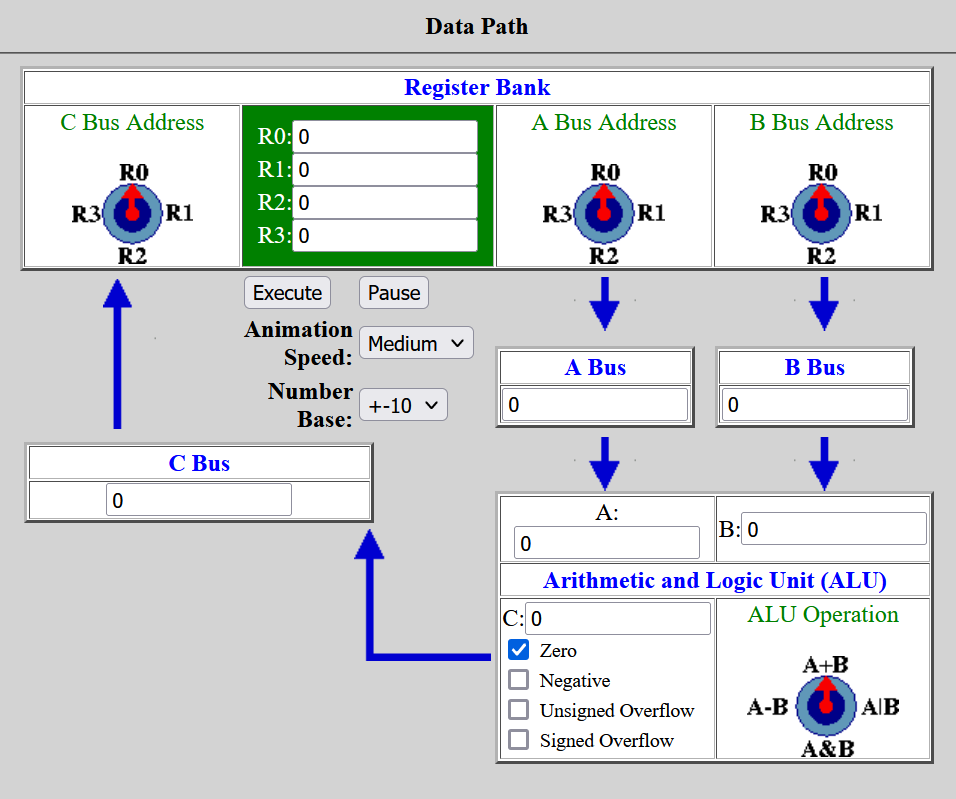 Data Path
Register Bank
C Bus Address
R0
R3 R1
R2
R0: 0
R1: 0
R2: 0
R3: 0
A Bus Address
R0
R3 R1
R2
B Bus Address
R0
R3 R1
R2
Execute Pause
Animation
Speed: Medium
Number
Base: +-10
A Bus
0
B Bus
0
C Bus
0
A:
0
B: 0
Arithmetic and Logic Unit (ALU)
C: 0
Zero
Negative
Unsigned Overflow
Signed Overflow
ALU Operation
A+B
A-B A|B
A&B